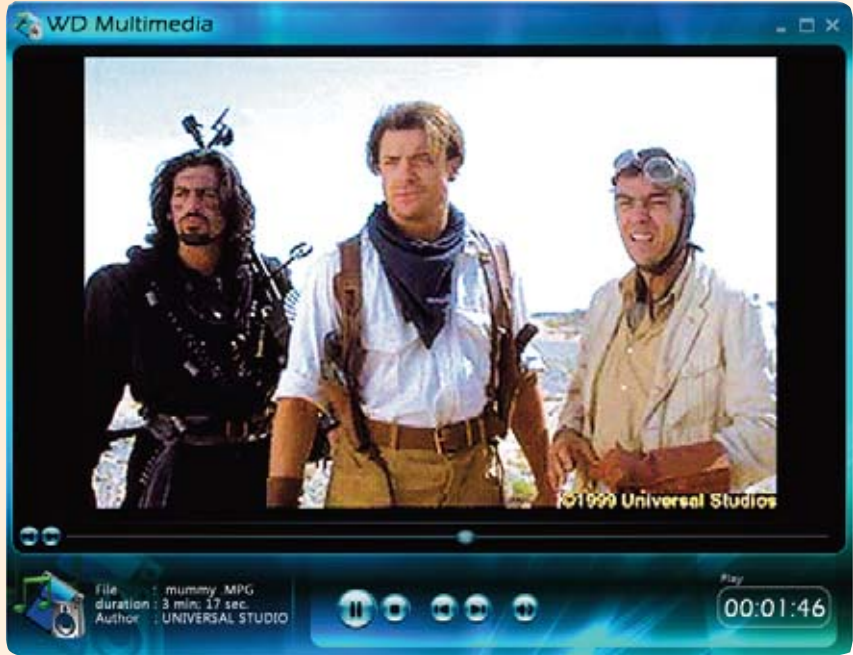 WD Multimedia
©1999 Universal Studios
File : mummy .MPG
duration : 3 min: 17 sec.
Author : UNIVERSAL STUDIO
Play
00:01:46